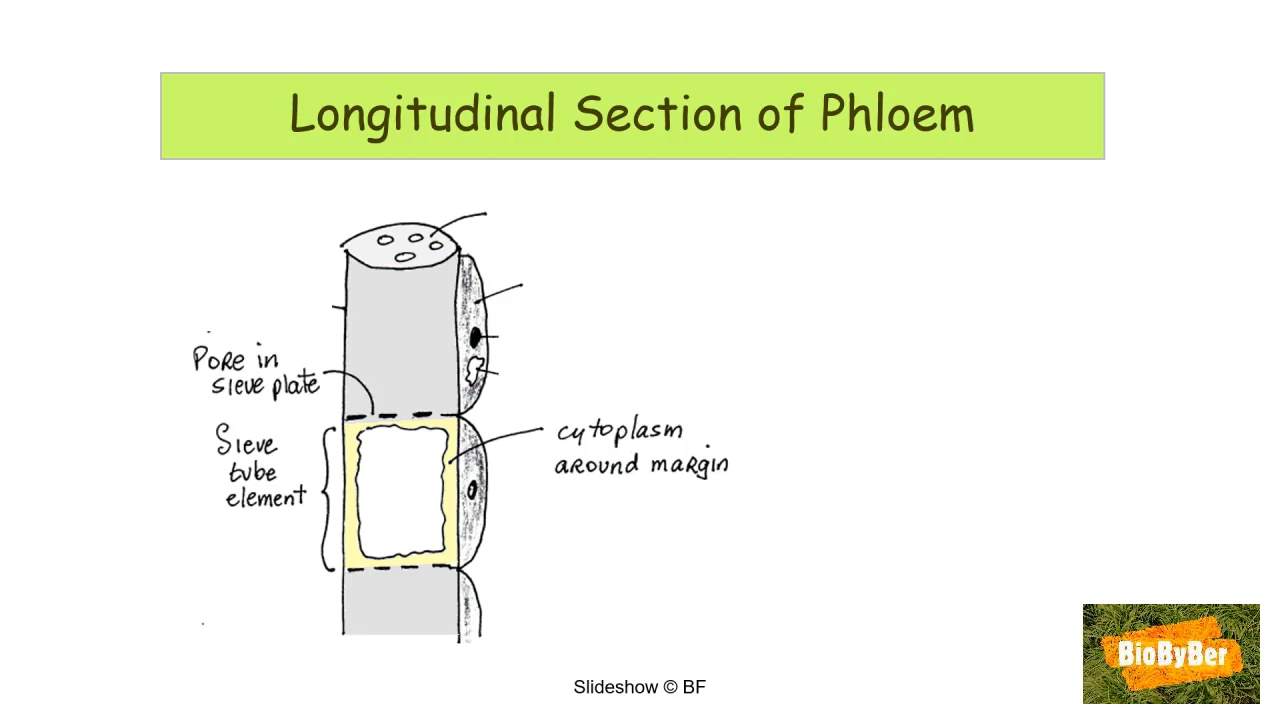 Longitudinal Section of Phloem
Pore in
sieve plate
Sieve
tube
element
cytoplasm
around margin
BioByBer
Slideshow © BF